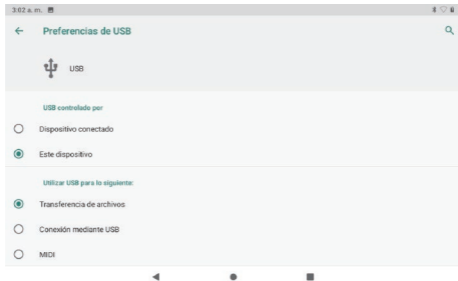 3:02 a. m.
Preferencias de USB
USB
USB controlado por
Dispositivo conectado
Este dispositivo
Utilizar USB para lo siguiente:
Transferencia de archivos
Conexión mediante USB
MIDI